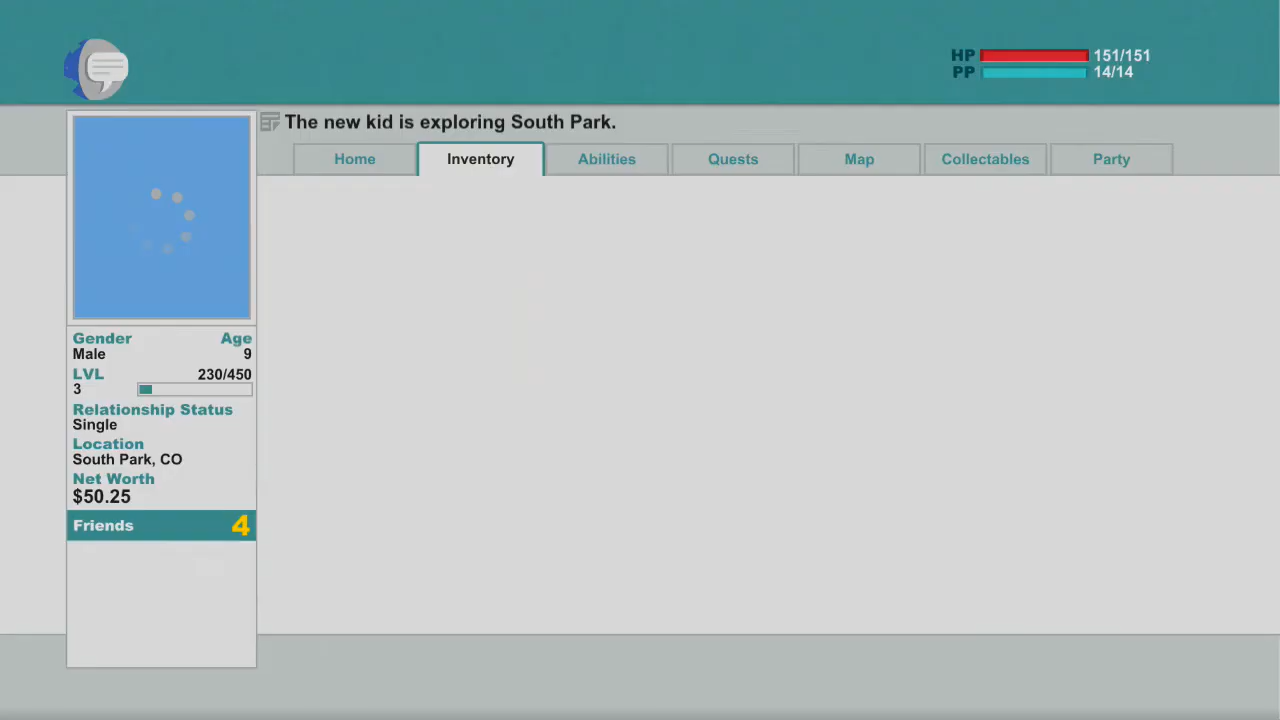 HP 151/151
PP 14/14
The new kid is exploring South Park.
Home Inventory Abilities Quests Map Collectables Party
Gender Age
Male 9
LVL 230/450
3
Relationship Status
Single
Location
South Park, CO
Net Worth
$50.25
Friends 4